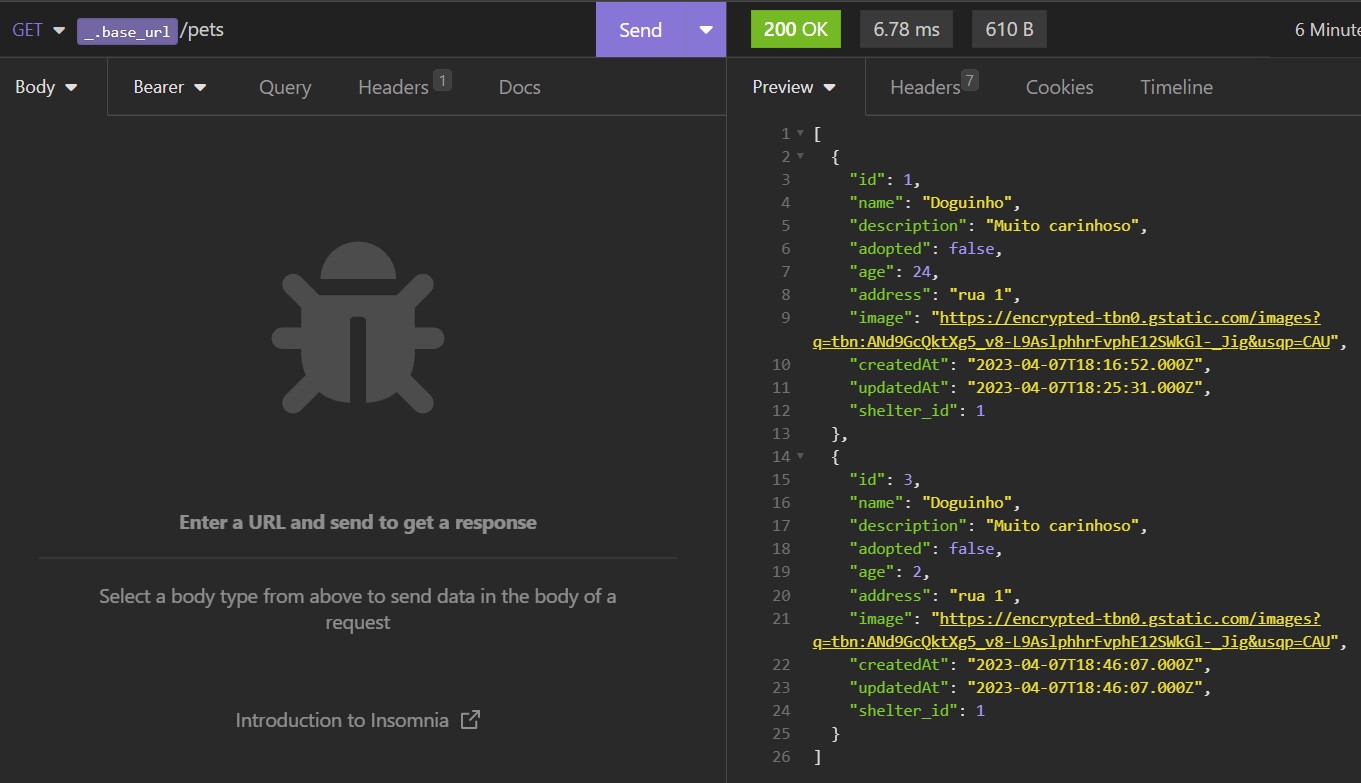 GET _.base_url /pets Send 200 OK 6.78 ms 610 B 6 Minute
Body Bearer Query Headers 1 Docs Preview Headers 7 Cookies Timeline
1 [
2 {
3 "id": 1,
4 "name": "Doguinho",
5 "description": "Muito carinhoso",
6 "adopted": false,
7 "age": 24,
8 "address": "rua 1",
9 "image": "https://encrypted-tbn0.gstatic.com/images?
q=tbn:ANd9GcQktXg5_v8-L9AslphhrFvphE12SWkGl-_Jig&usqp=CAU",
10 "createdAt": "2023-04-07T18:16:52.000Z",
11 "updatedAt": "2023-04-07T18:25:31.000Z",
12 "shelter_id": 1
13 },
14 {
15 "id": 3,
16 "name": "Doguinho",
17 "description": "Muito carinhoso",
18 "adopted": false,
19 "age": 2,
20 "address": "rua 1",
21 "image": "https://encrypted-tbn0.gstatic.com/images?
q=tbn:ANd9GcQktXg5_v8-L9AslphhrFvphE12SWkGl-_Jig&usqp=CAU",
22 "createdAt": "2023-04-07T18:46:07.000Z",
23 "updatedAt": "2023-04-07T18:46:07.000Z",
24 "shelter_id": 1
25 }
26 ]
Enter a URL and send to get a response
Select a body type from above to send data in the body of a
request
Introduction to Insomnia